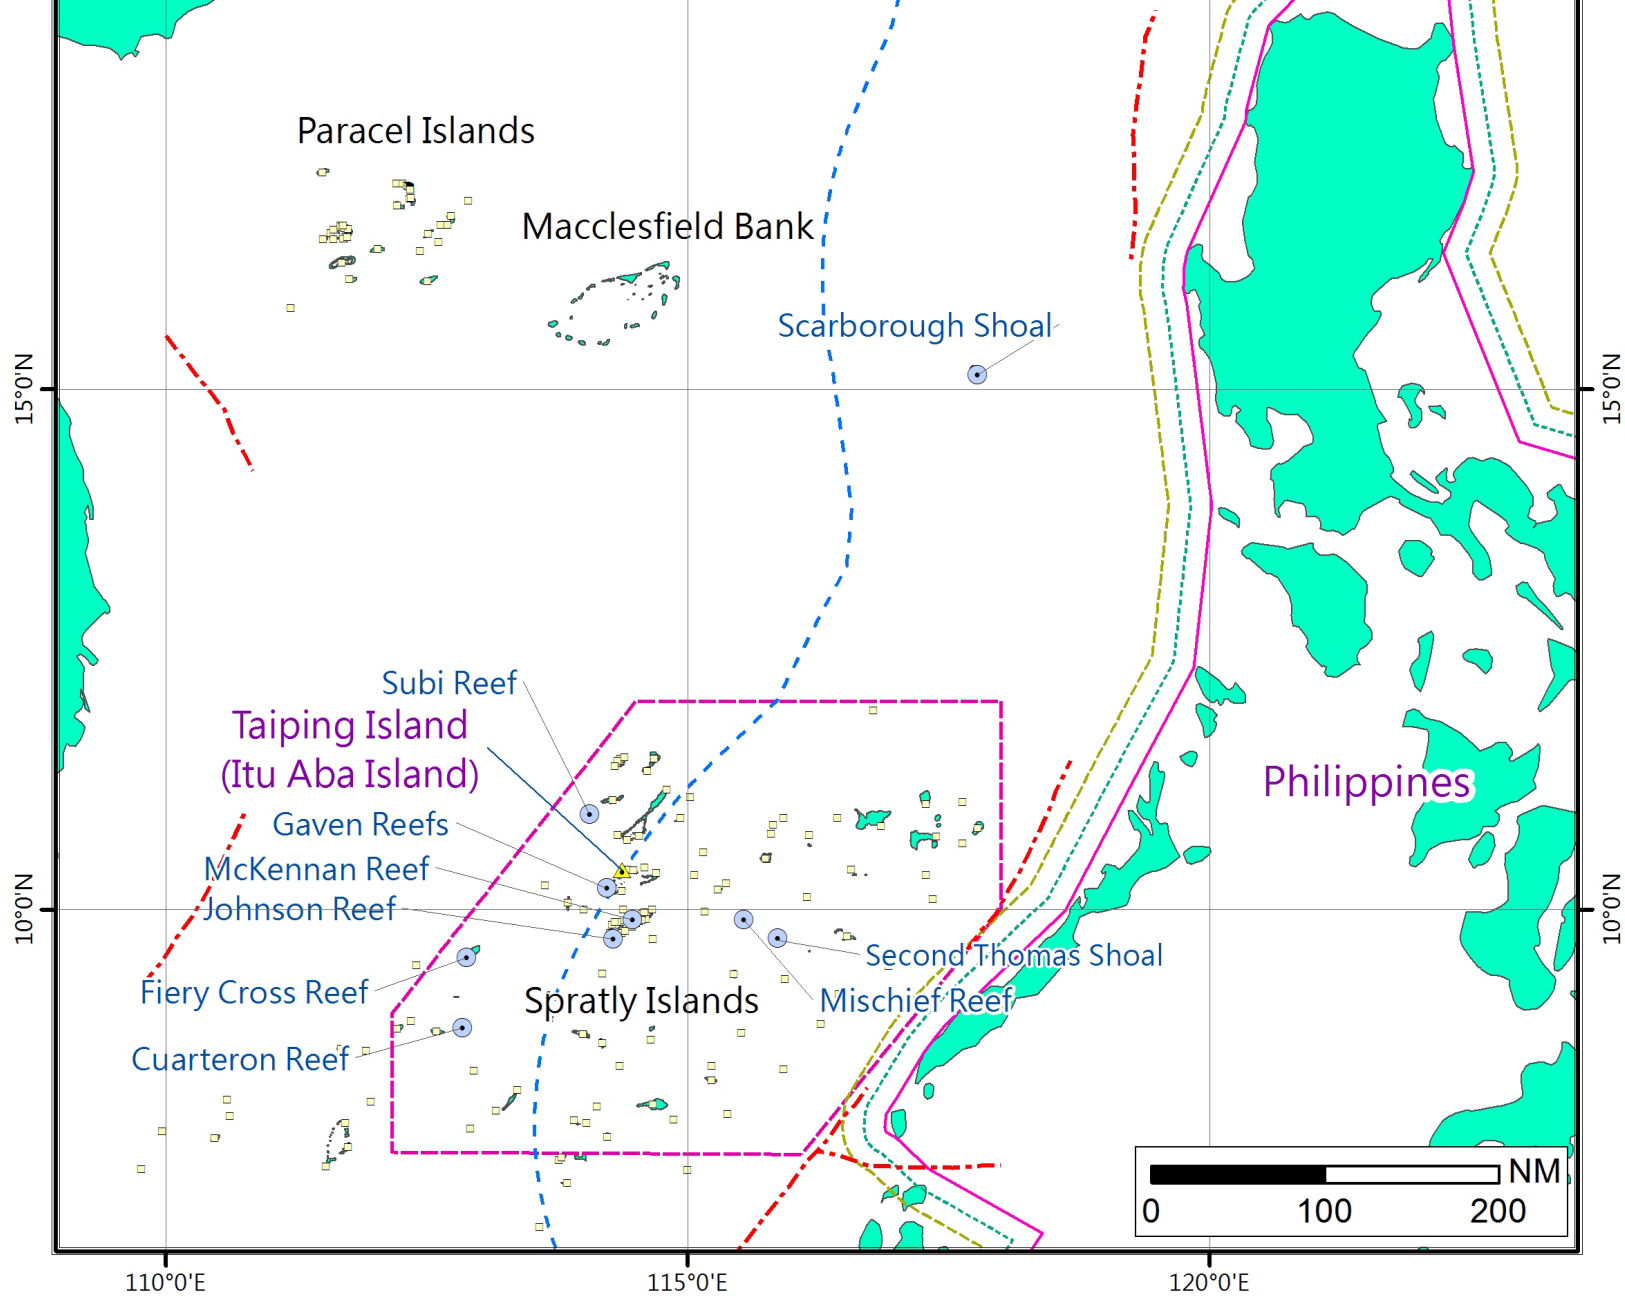 Paracel Islands
Macclesfield Bank
Scarborough Shoal
15°0'N
15°0'N
Subi Reef
Taiping Island
(Itu Aba Island)
Philippines
Gaven Reefs
McKennan Reef
Johnson Reef
10°0'N
10°0'N
Second Thomas Shoal
Fiery Cross Reef
Spratly Islands
Mischief Reef
Cuarteron Reef
NM
0 100 200
110°0'E 115°0'E 120°0'E